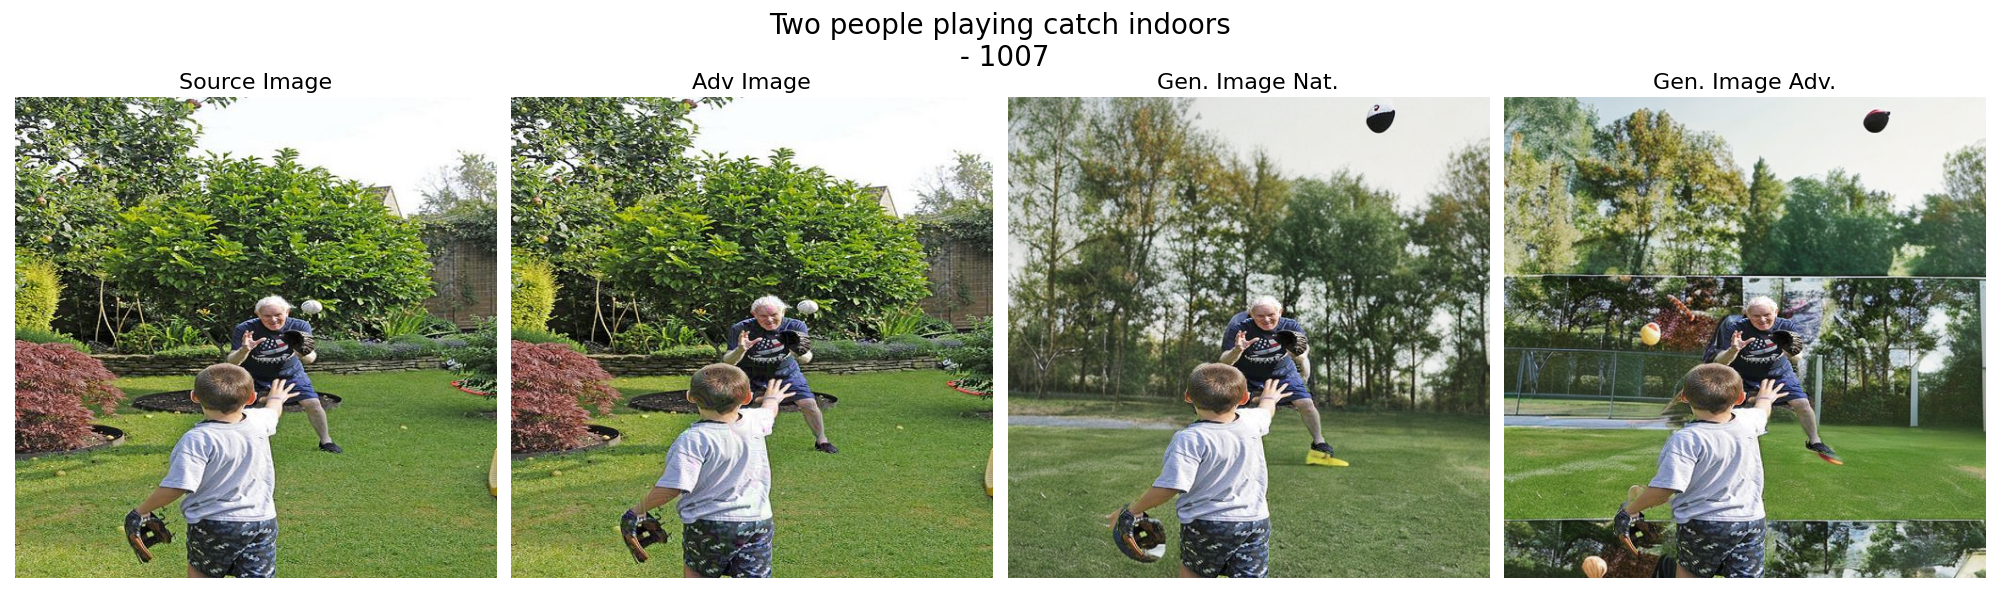 Two people playing catch indoors
- 1007
Source Image
Adv Image
Gen. Image Nat.
Gen. Image Adv.